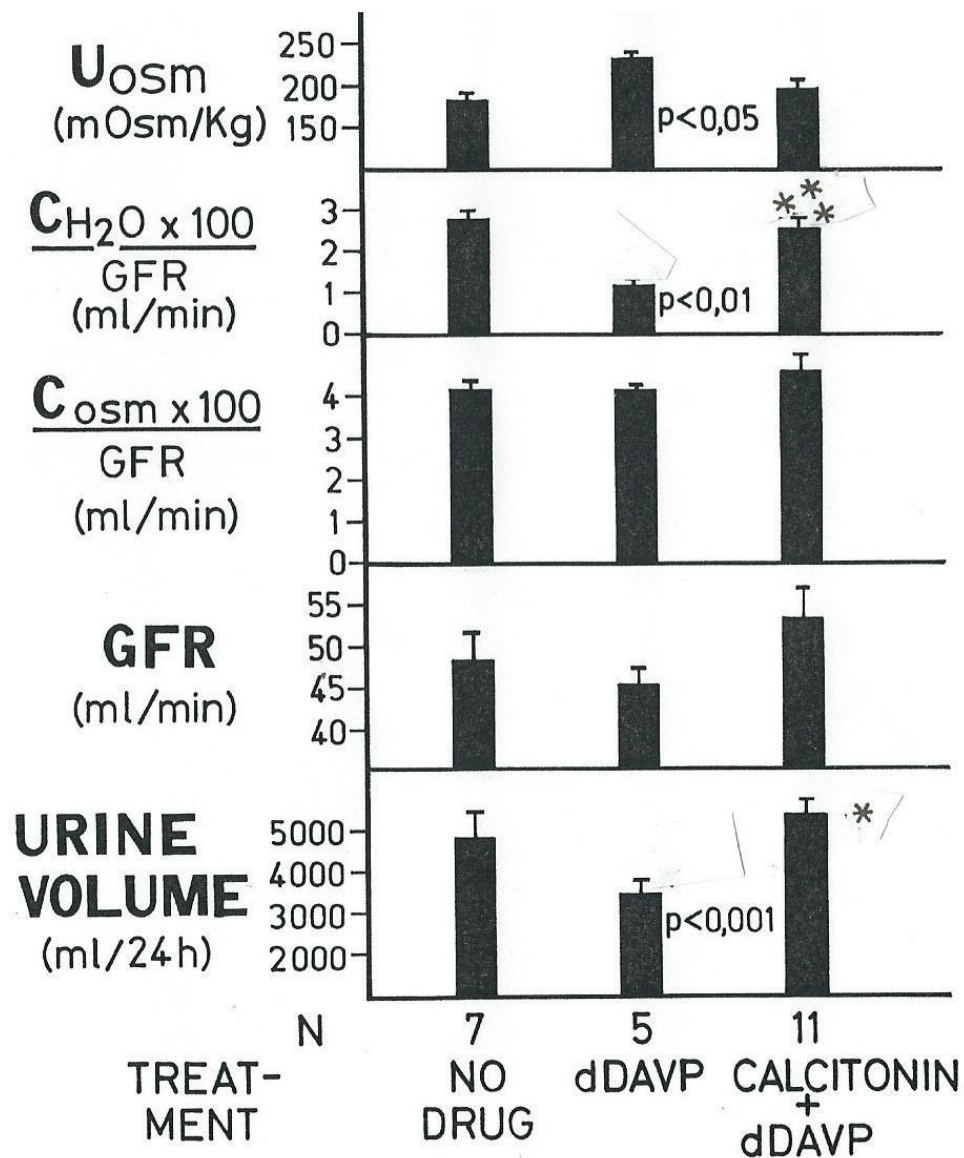 Uosm
(mOsm/Kg)
250
200
150
p<0,05
CH2O x 100
GFR
(ml/min)
3
2
1
0
p<0,01
***
Cosm x 100
GFR
(ml/min)
4
3
2
1
0
GFR
(ml/min)
55
50
45
40
URINE
VOLUME
(ml/24h)
5000
4000
3000
2000
p<0,001
*
N 7 5 11
TREAT-
MENT
NO
DRUG
dDAVP
CALCITONIN
+
dDAVP